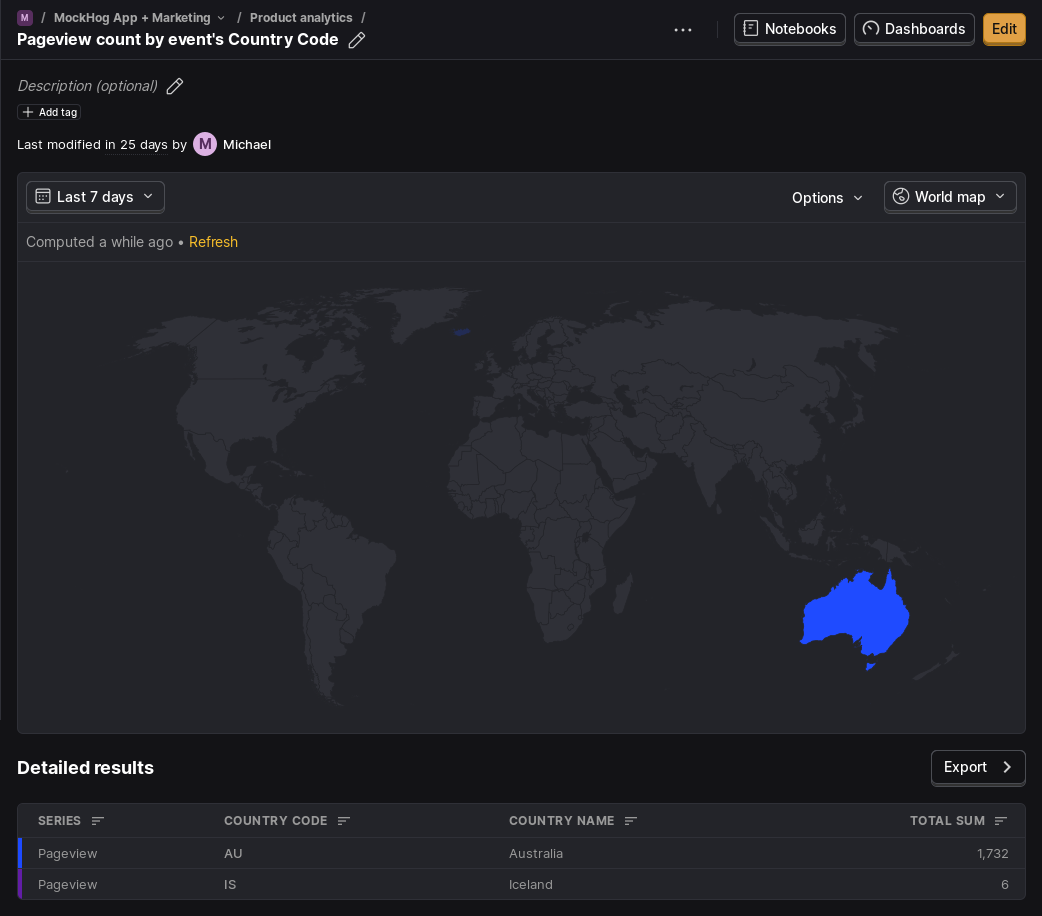 M / MockHog App + Marketing / Product analytics /
Pageview count by event's Country Code
Notebooks
Dashboards
Edit
Description (optional)
Add tag
Last modified in 25 days by M Michael
Last 7 days
Options
World map
Computed a while ago • Refresh
Detailed results
Export
SERIES COUNTRY CODE COUNTRY NAME TOTAL SUM
Pageview AU Australia 1,732
Pageview IS Iceland 6